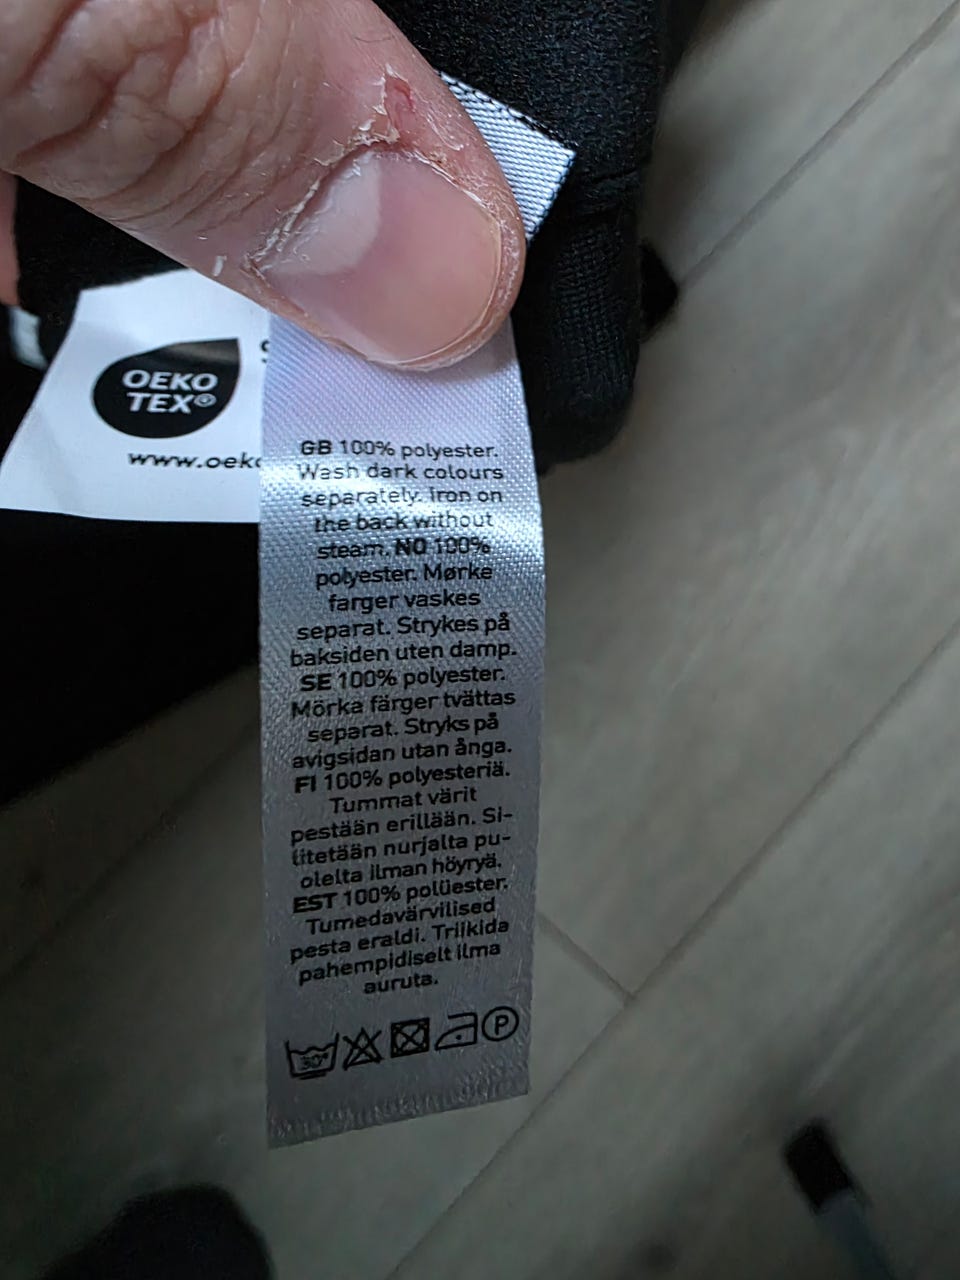 OEKO
TEX®
www.oeko
GB 100% polyester.
Wash dark colours
separately. Iron on
the back without
steam. NO 100%
polyester. Mørke
farger vaskes
separat. Strykes på
baksiden uten damp.
SE 100% polyester.
Mörka färger tvättas
separat. Stryks på
avigsidan utan ånga.
FI 100% polyesteriä.
Tummat värit
pestään erillään. Si-
litetään nurjalta pu-
olelta ilman höyryä.
EST 100% polüester.
Tumedavärvilised
pesta eraldi. Triikida
pahempidiselt ilma
auruta.
30° P